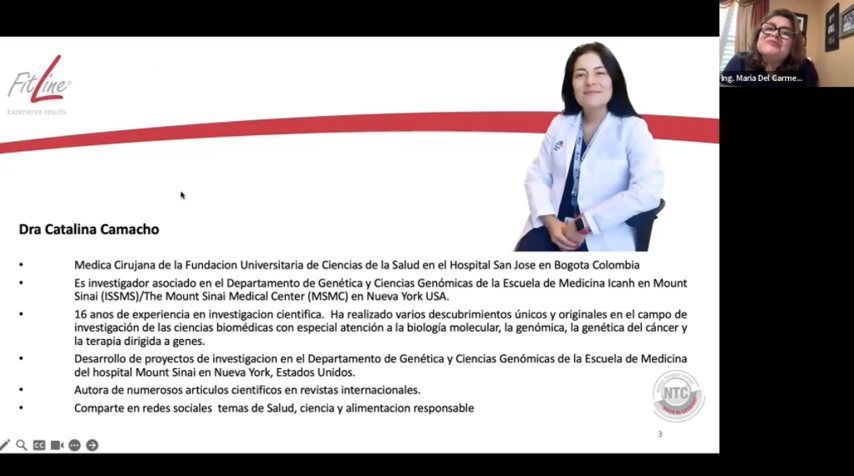 FitLine
Experience results
Ing. Maria Del Carme...
Dra Catalina Camacho
• Medica Cirujana de la Fundacion Universitaria de Ciencias de la Salud en el Hospital San Jose en Bogota Colombia
• Es investigador asociado en el Departamento de Genética y Ciencias Genómicas de la Escuela de Medicina Icanh en Mount
Sinai (ISSMS)/The Mount Sinai Medical Center (MSMC) en Nueva York USA.
• 16 anos de experiencia en investigacion cientifica. Ha realizado varios descubrimientos únicos y originales en el campo de
investigación de las ciencias biomédicas con especial atención a la biología molecular, la genómica, la genética del cáncer y
la terapia dirigida a genes.
• Desarrollo de proyectos de investigacion en el Departamento de Genética y Ciencias Genómicas de la Escuela de Medicina
del hospital Mount Sinai en Nueva York, Estados Unidos.
• Autora de numerosos articulos cientificos en revistas internacionales.
• Comparte en redes sociales temas de Salud, ciencia y alimentacion responsable
NTC
3
CC